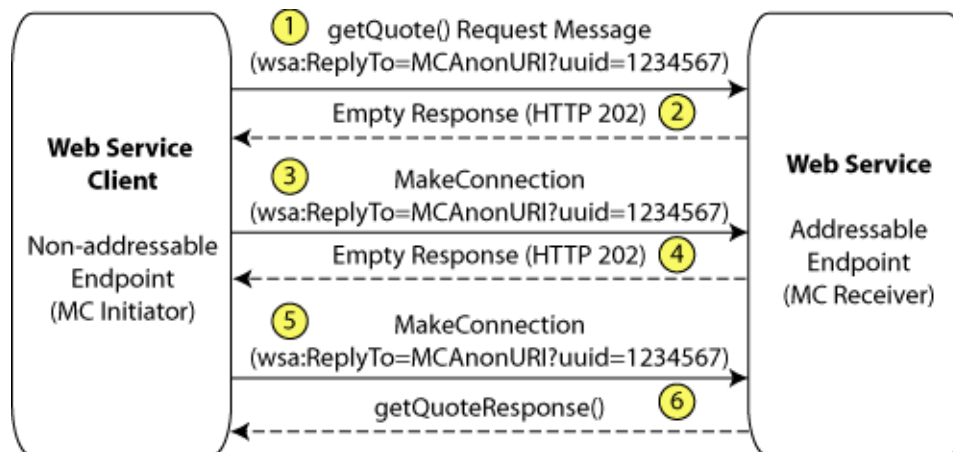 1
getQuote() Request Message
(wsa:ReplyTo=MCAnonURI?uuid=1234567)
Empty Response (HTTP 202) 2
Web Service
Client
Non-addressable
Endpoint
(MC Initiator)
3
MakeConnection
(wsa:ReplyTo=MCAnonURI?uuid=1234567)
Empty Response (HTTP 202) 4
5
MakeConnection
(wsa:ReplyTo=MCAnonURI?uuid=1234567)
getQuoteResponse() 6
Web Service
Addressable
Endpoint
(MC Receiver)